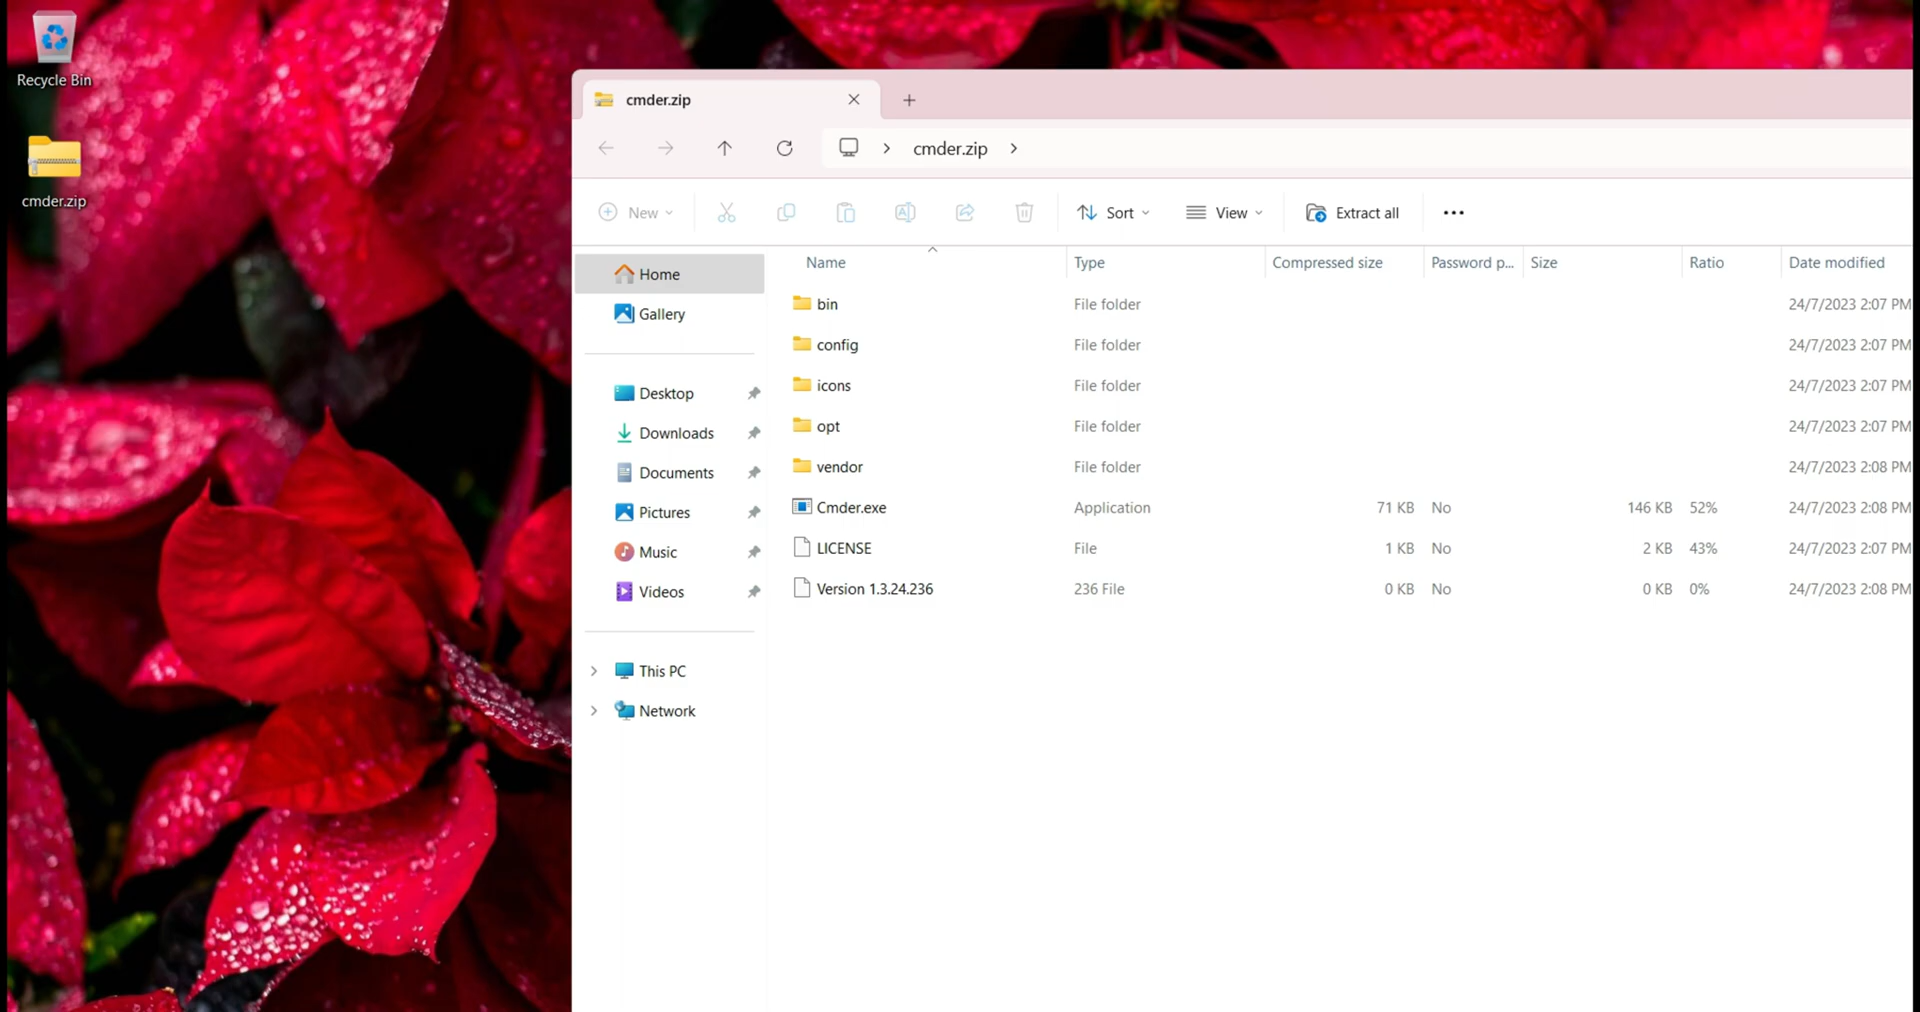 Recycle Bin
cmder.zip
cmder.zip
cmder.zip
New
Sort
View
Extract all
Home
Gallery
Desktop
Downloads
Documents
Pictures
Music
Videos
This PC
Network
Name Type Compressed size Password p... Size Ratio Date modified
bin File folder 24/7/2023 2:07 PM
config File folder 24/7/2023 2:07 PM
icons File folder 24/7/2023 2:07 PM
opt File folder 24/7/2023 2:07 PM
vendor File folder 24/7/2023 2:08 PM
Cmder.exe Application 71 KB No 146 KB 52% 24/7/2023 2:08 PM
LICENSE File 1 KB No 2 KB 43% 24/7/2023 2:07 PM
Version 1.3.24.236 236 File 0 KB No 0 KB 0% 24/7/2023 2:08 PM